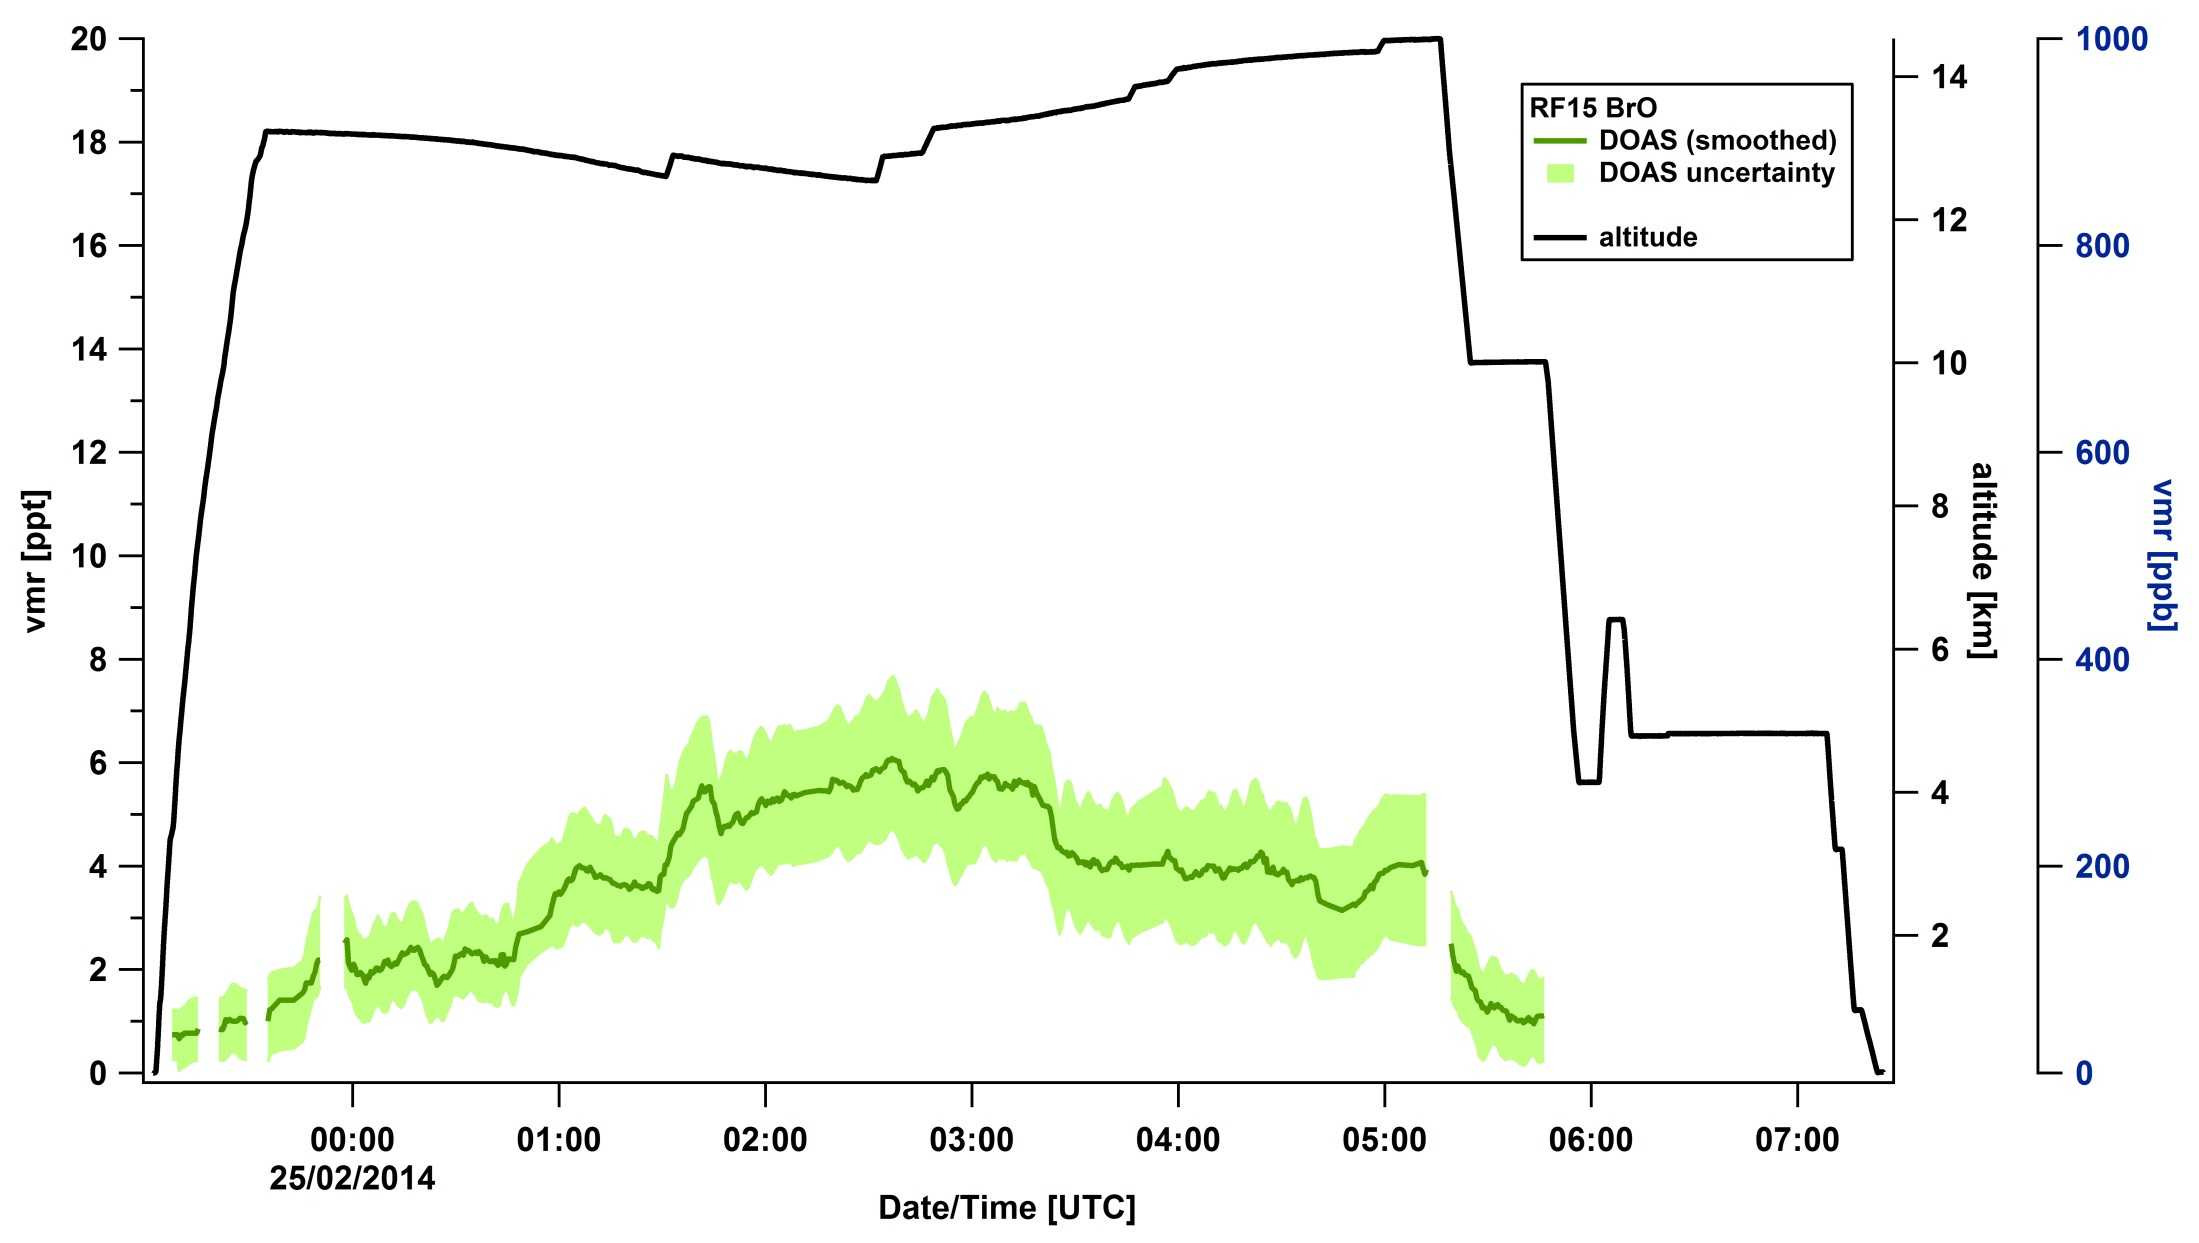 20
18
16
14
12
10
8
6
4
2
0
vmr [ppt]
RF15 BrO
DOAS (smoothed)
DOAS uncertainty
altitude
14
12
10
8
6
4
2
altitude [km]
1000
800
600
400
200
0
vmr [ppb]
00:00 01:00 02:00 03:00 04:00 05:00 06:00 07:00
25/02/2014
Date/Time [UTC]